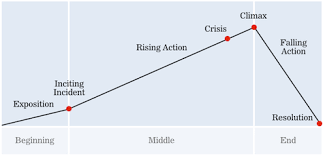 Climax
Crisis
Rising Action
Falling
Action
Inciting
Incident
Exposition
Resolution
Beginning
Middle
End